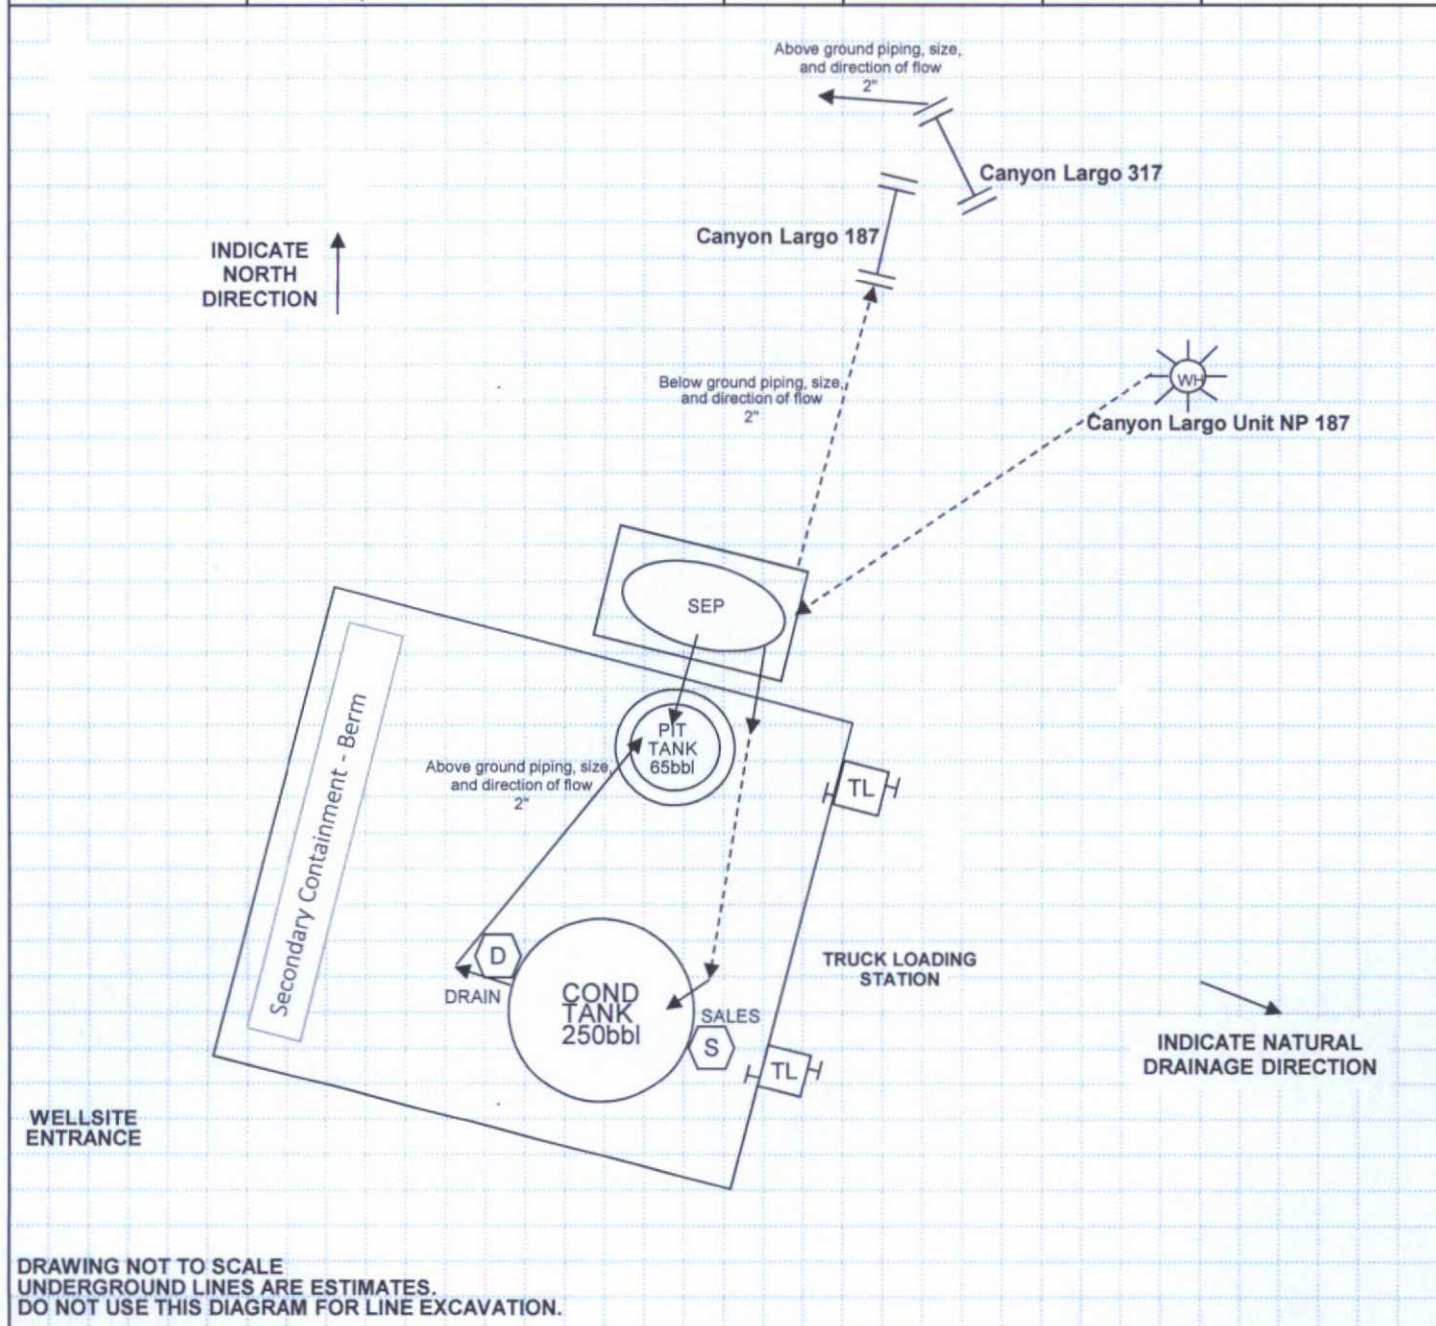 Above ground piping, size,
and direction of flow
2"
Canyon Largo 317
Canyon Largo 187
INDICATE
NORTH
DIRECTION
Below ground piping, size,
and direction of flow
2"
WH
Canyon Largo Unit NP 187
SEP
Secondary Containment - Berm
PIT
TANK
65bbl
Above ground piping, size,
and direction of flow
2"
TL
D
DRAIN
COND
TANK
250bbl
SALES
S
TL
TRUCK LOADING
STATION
INDICATE NATURAL
DRAINAGE DIRECTION
WELLSITE
ENTRANCE
DRAWING NOT TO SCALE
UNDERGROUND LINES ARE ESTIMATES.
DO NOT USE THIS DIAGRAM FOR LINE EXCAVATION.